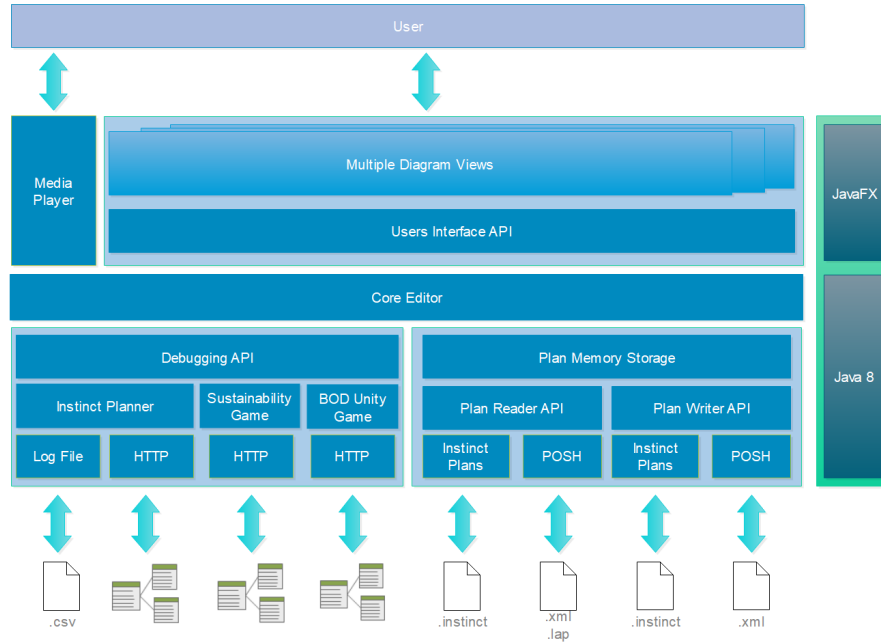 User
Media
Player
Multiple Diagram Views
Users Interface API
JavaFX
Core Editor
Java 8
Debugging API
Plan Memory Storage
Instinct Planner
Sustainability
Game
BOD Unity
Game
Plan Reader API
Plan Writer API
Log File
HTTP
HTTP
HTTP
Instinct
Plans
POSH
Instinct
Plans
POSH
.csv
.instinct
.xml
.lap
.instinct
.xml